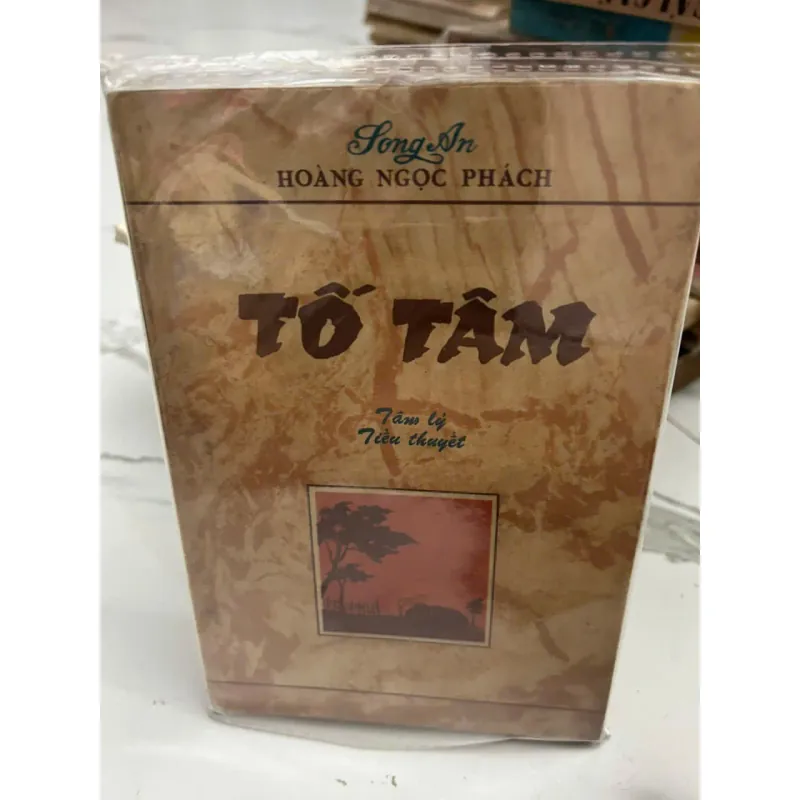 Song An
HOÀNG NGỌC PHÁCH
TỐ TÂM
Tâm lý
Tiểu thuyết